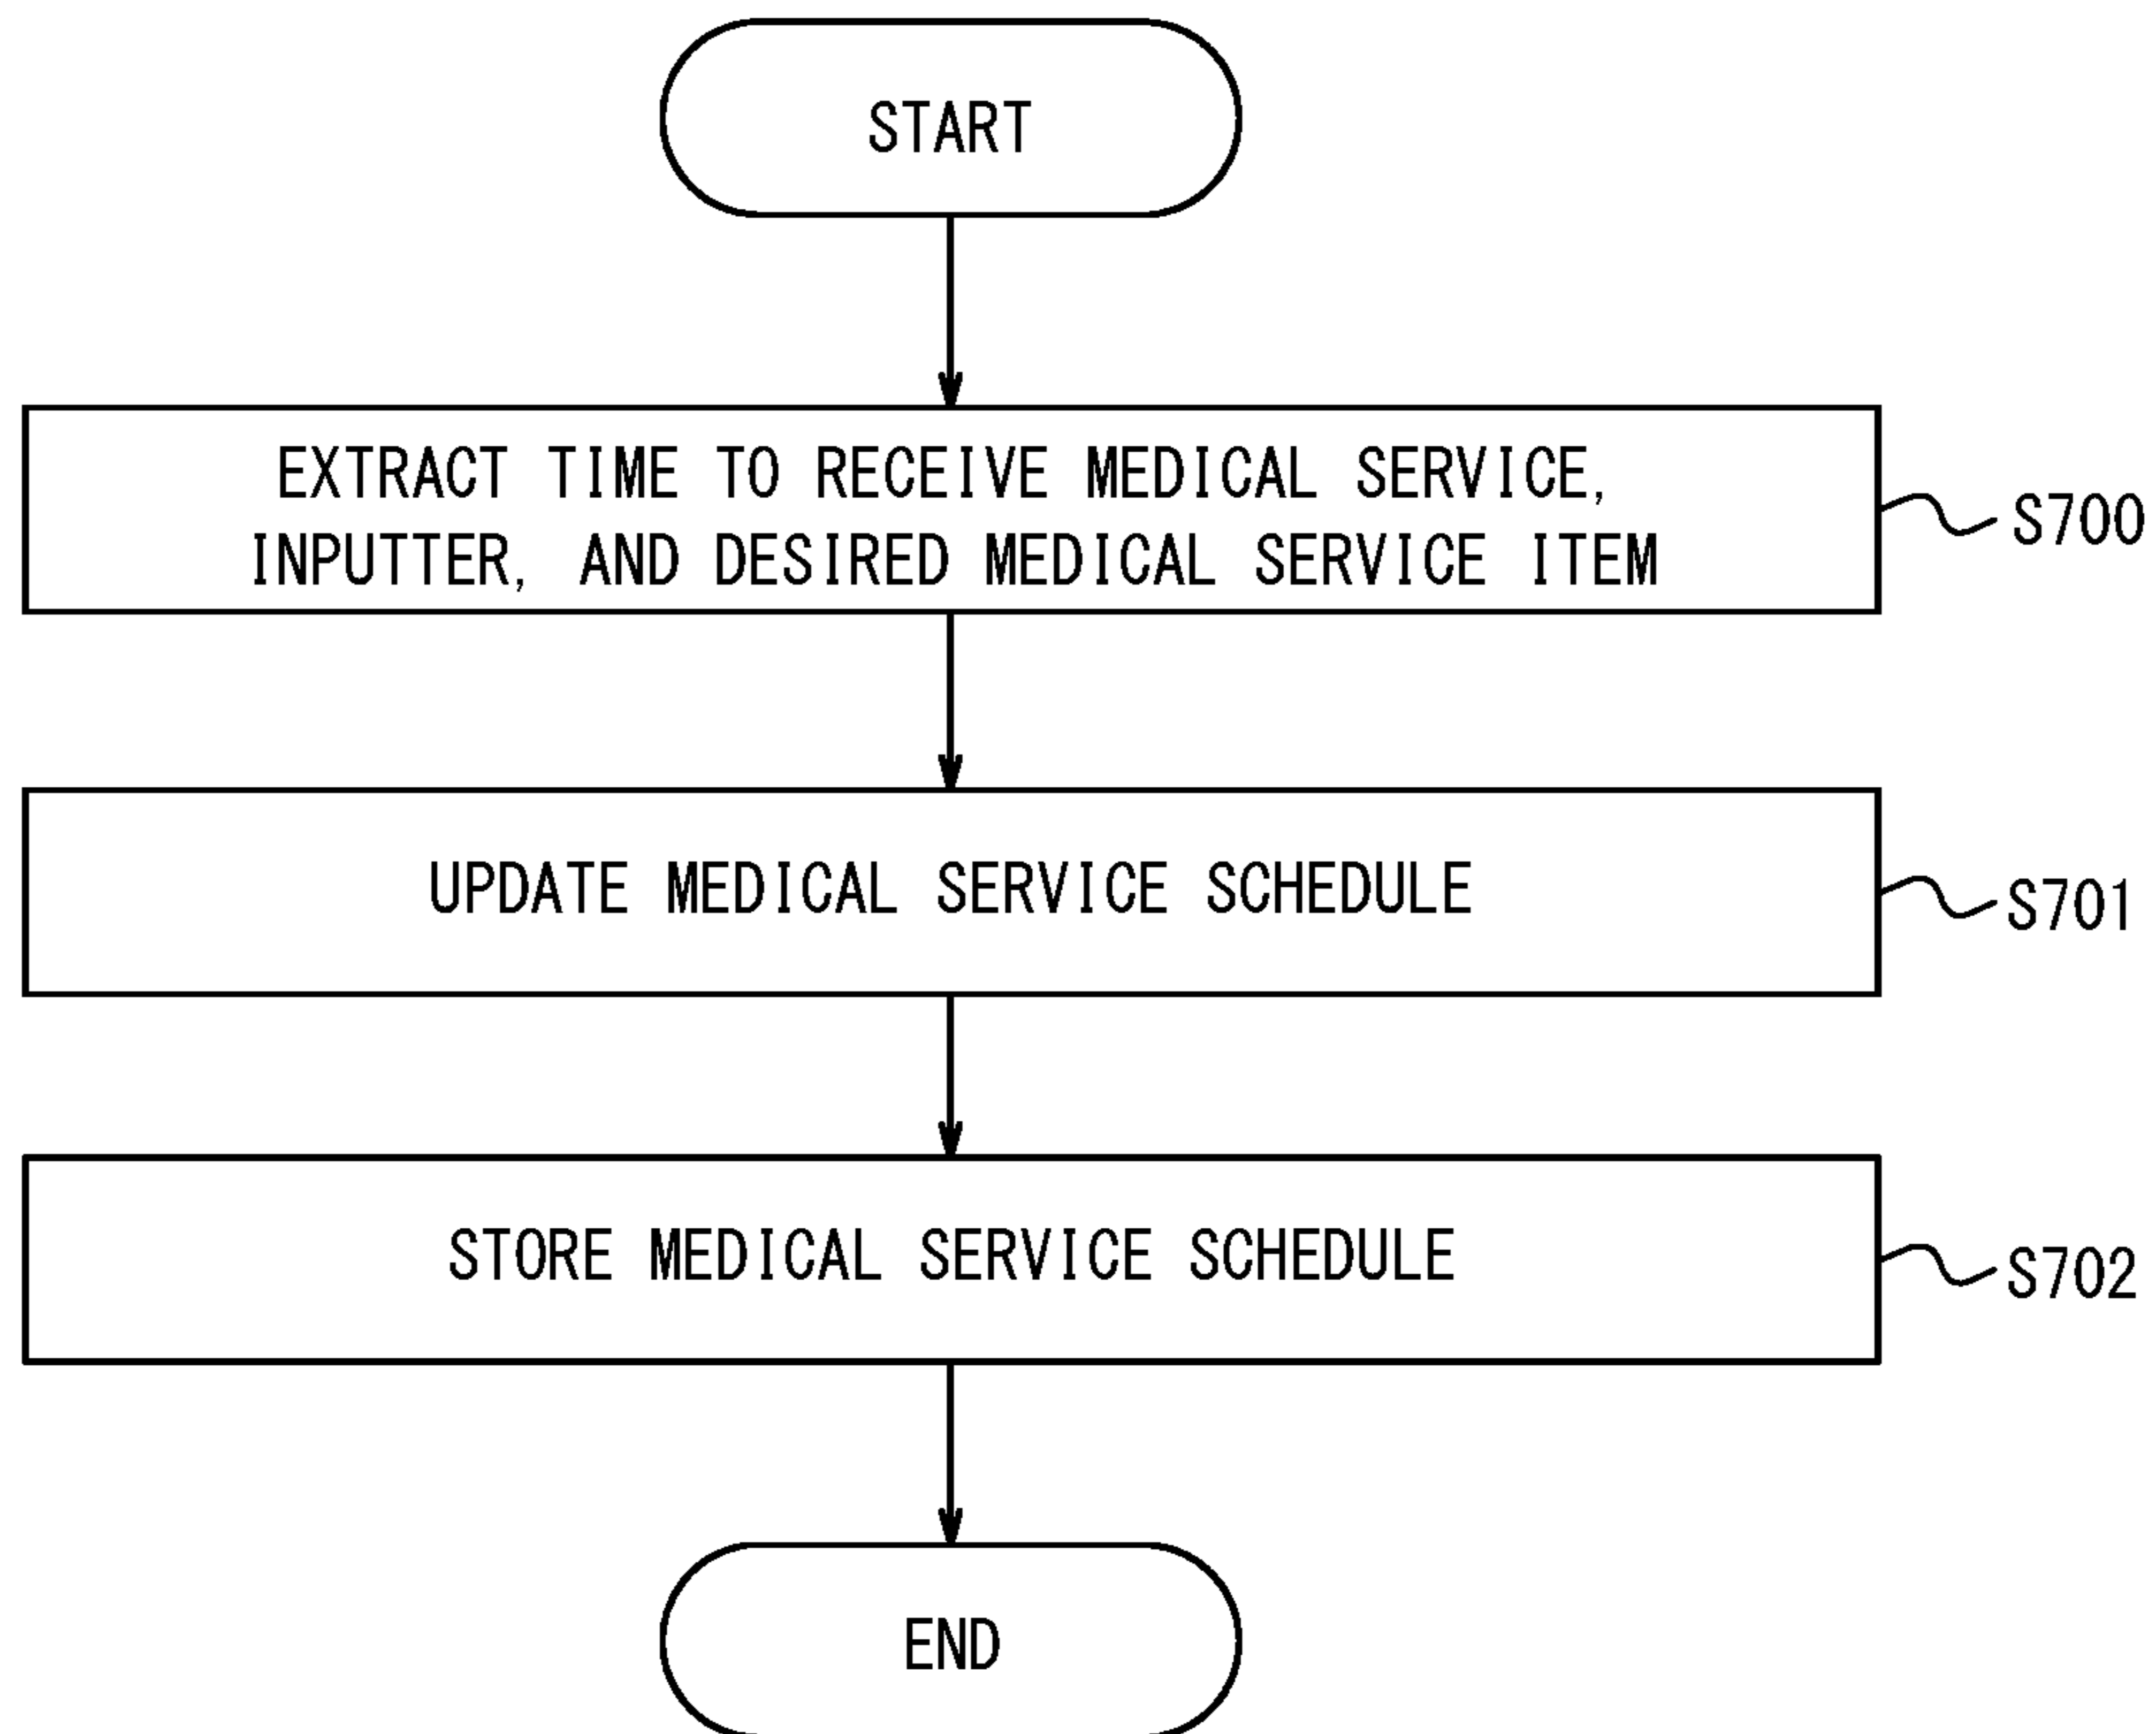 START
EXTRACT TIME TO RECEIVE MEDICAL SERVICE,
INPUTTER, AND DESIRED MEDICAL SERVICE ITEM
S700
UPDATE MEDICAL SERVICE SCHEDULE
S701
STORE MEDICAL SERVICE SCHEDULE
S702
END